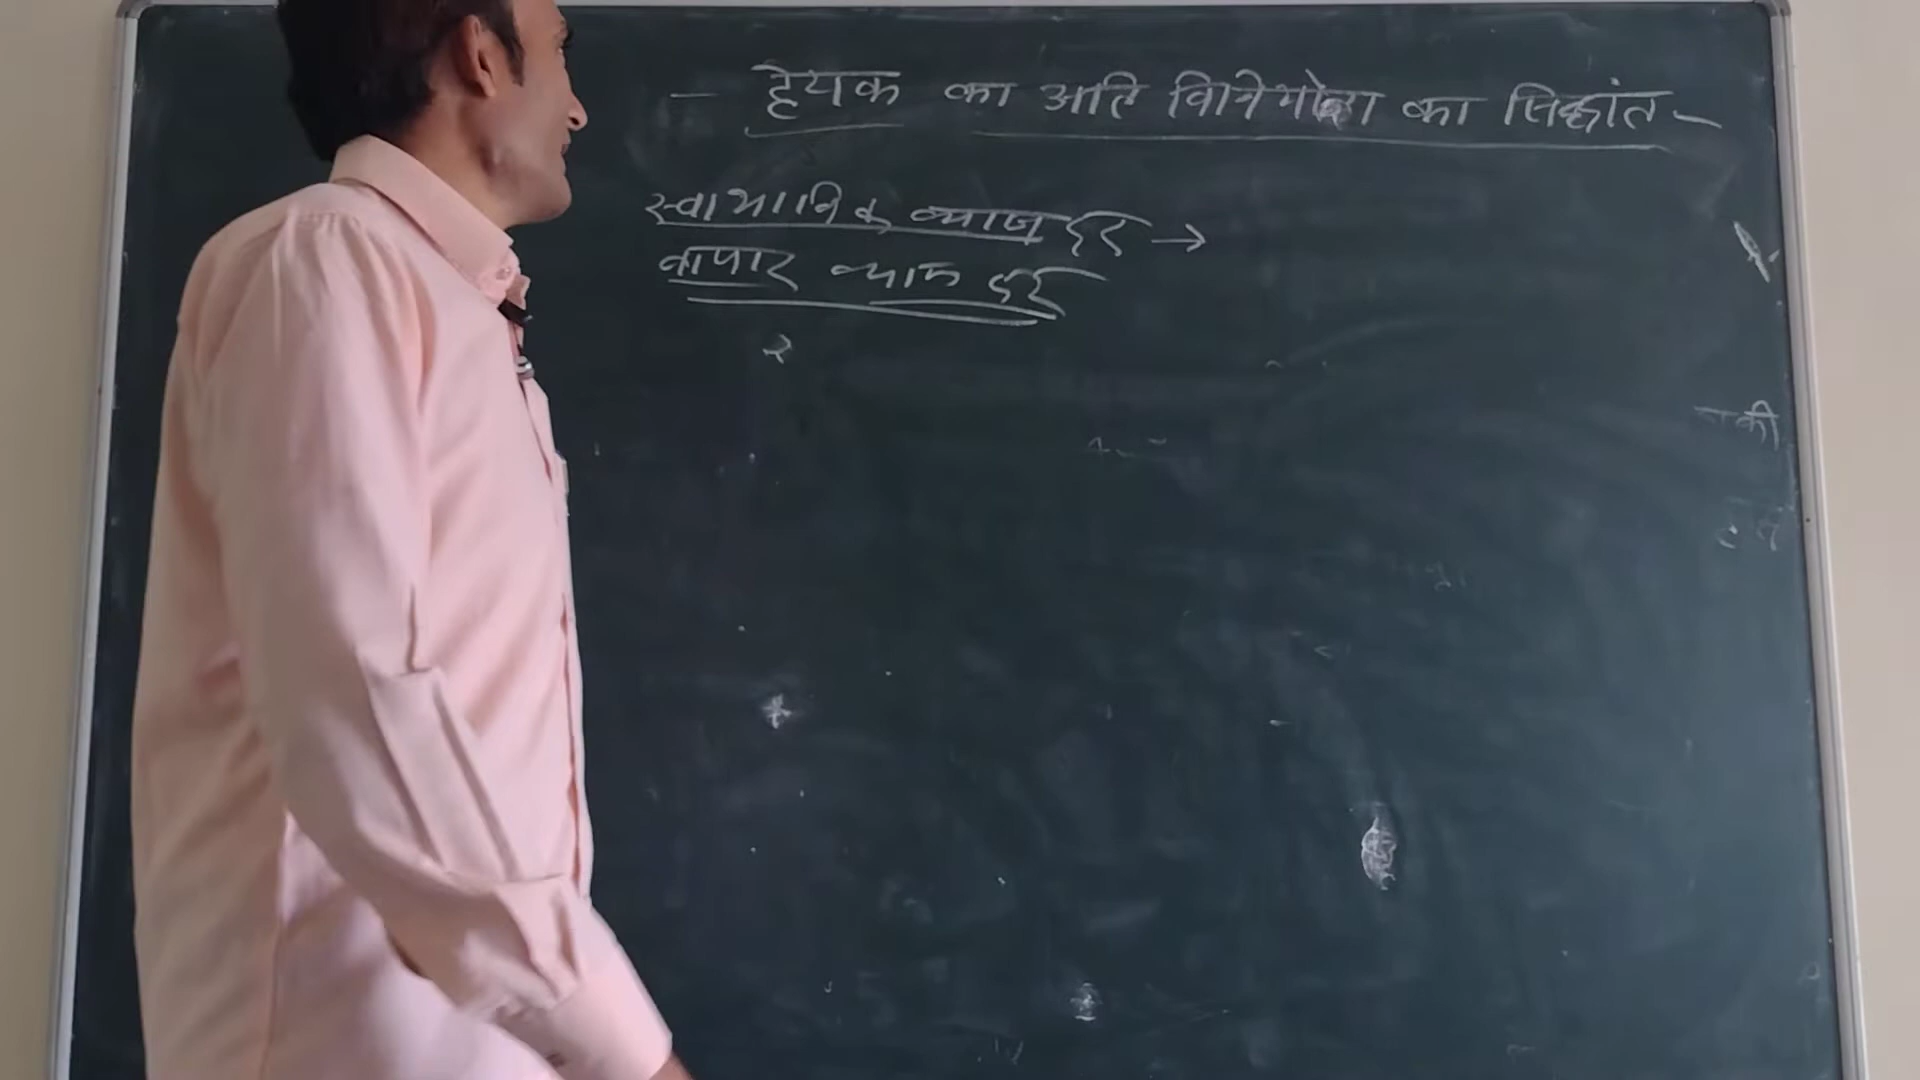 - हेयक का अति विनियोग का सिद्धांत -
स्वाभाविक ब्याज दर →
बाजार ब्याज दर
की